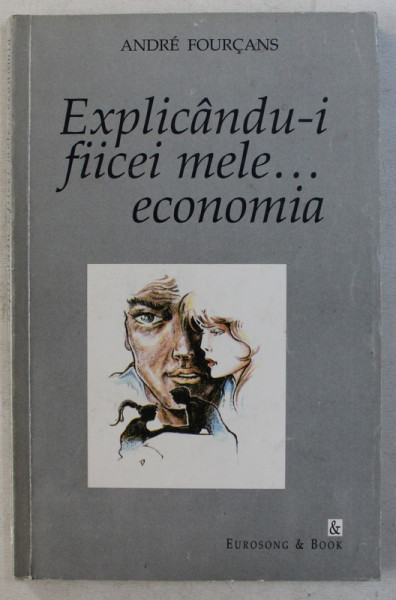 ANDRÉ FOURÇANS
Explicându-i
fiicei mele...
economia
&
EUROSONG & BOOK